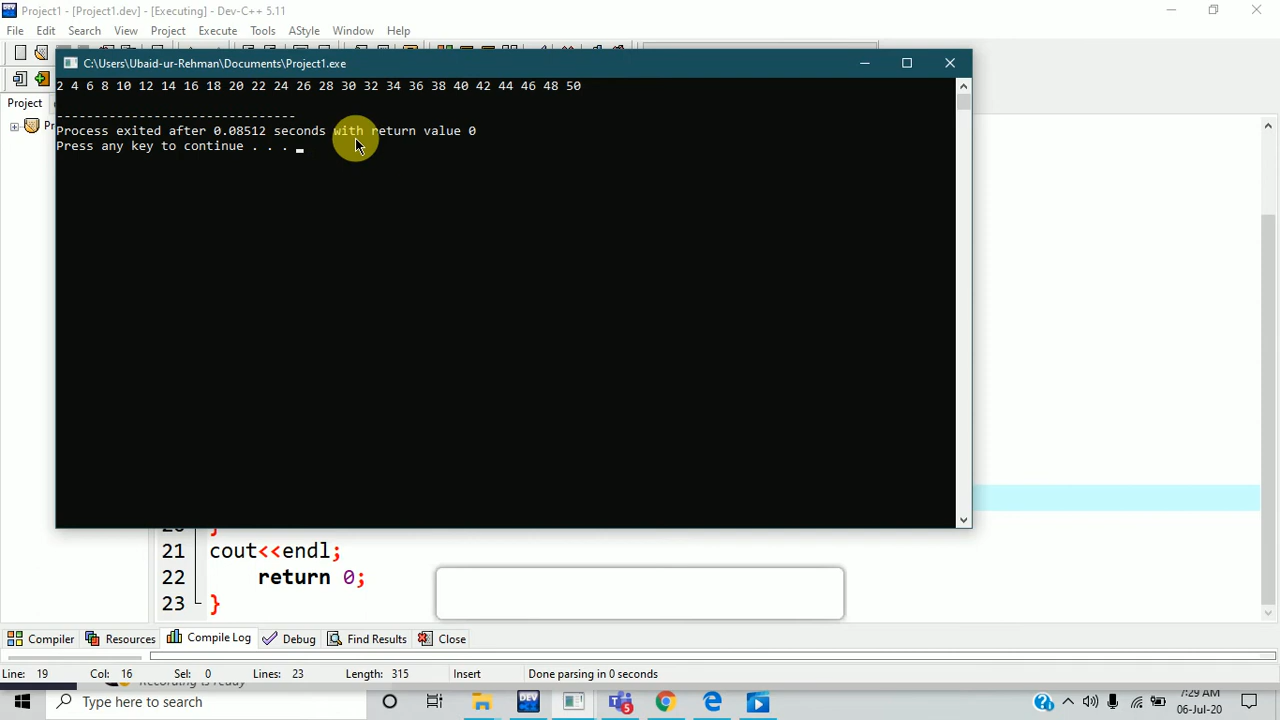 Project1 - [Project1.dev] - [Executing] - Dev-C++ 5.11
File Edit Search View Project Execute Tools AStyle Window Help
C:\Users\Ubaid-ur-Rehman\Documents\Project1.exe
2 4 6 8 10 12 14 16 18 20 22 24 26 28 30 32 34 36 38 40 42 44 46 48 50
--------------------------------
Process exited after 0.08512 seconds with return value 0
Press any key to continue . . .
Project
21 cout<<endl;
22 return 0;
23 }
Compiler Resources Compile Log Debug Find Results Close
Line: 19 Col: 16 Sel: 0 Lines: 23 Length: 315 Insert Done parsing in 0 seconds
Recording is ready
Type here to search
DEV
5
7:29 AM
06-Jul-20